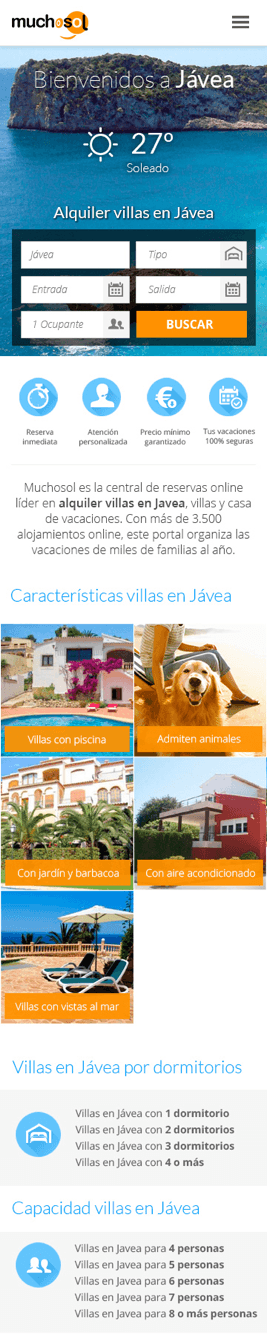 muchosol
Bienvenidos a Jávea
27º
Soleado
Alquiler villas en Jávea
Jávea
Tipo
Entrada
Salida
1 Ocupante
BUSCAR
Reserva
inmediata
Atención
personalizada
Precio mínimo
garantizado
Tus vacaciones
100% seguras
Muchosol es la central de reservas online
líder en alquiler villas en Javea, villas y casa
de vacaciones. Con más de 3.500
alojamientos online, este portal organiza las
vacaciones de miles de familias al año.
Características villas en Jávea
Villas con piscina
Admiten animales
Con jardín y barbacoa
Con aire acondicionado
Villas con vistas al mar
Villas en Jávea por dormitorios
Villas en Jávea con 1 dormitorio
Villas en Jávea con 2 dormitorios
Villas en Jávea con 3 dormitorios
Villas en Jávea con 4 o más
Capacidad villas en Jávea
Villas en Javea para 4 personas
Villas en Javea para 5 personas
Villas en Javea para 6 personas
Villas en Javea para 7 personas
Villas en Javea para 8 o más personas